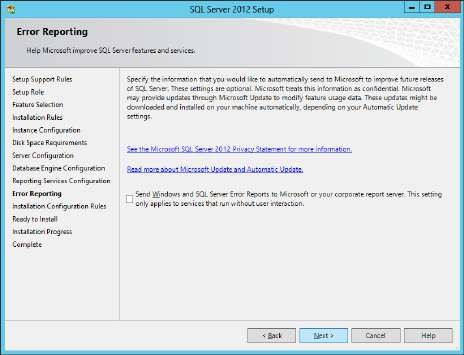 SQL Server 2012 Setup
Error Reporting
Help Microsoft improve SQL Server features and services.
Setup Support Rules
Setup Role
Feature Selection
Installation Rules
Instance Configuration
Disk Space Requirements
Server Configuration
Database Engine Configuration
Reporting Services Configuration
Error Reporting
Installation Configuration Rules
Ready to Install
Installation Progress
Complete
Specify the information that you would like to automatically send to Microsoft to improve future releases
of SQL Server. These settings are optional. Microsoft treats this information as confidential. Microsoft
may provide updates through Microsoft Update to modify feature usage data. These updates might be
downloaded and installed on your machine automatically, depending on your Automatic Update
settings.
See the Microsoft SQL Server 2012 Privacy Statement for more information.
Read more about Microsoft Update and Automatic Update.
Send Windows and SQL Server Error Reports to Microsoft or your corporate report server. This setting
only applies to services that run without user interaction.
< Back
Next >
Cancel
Help